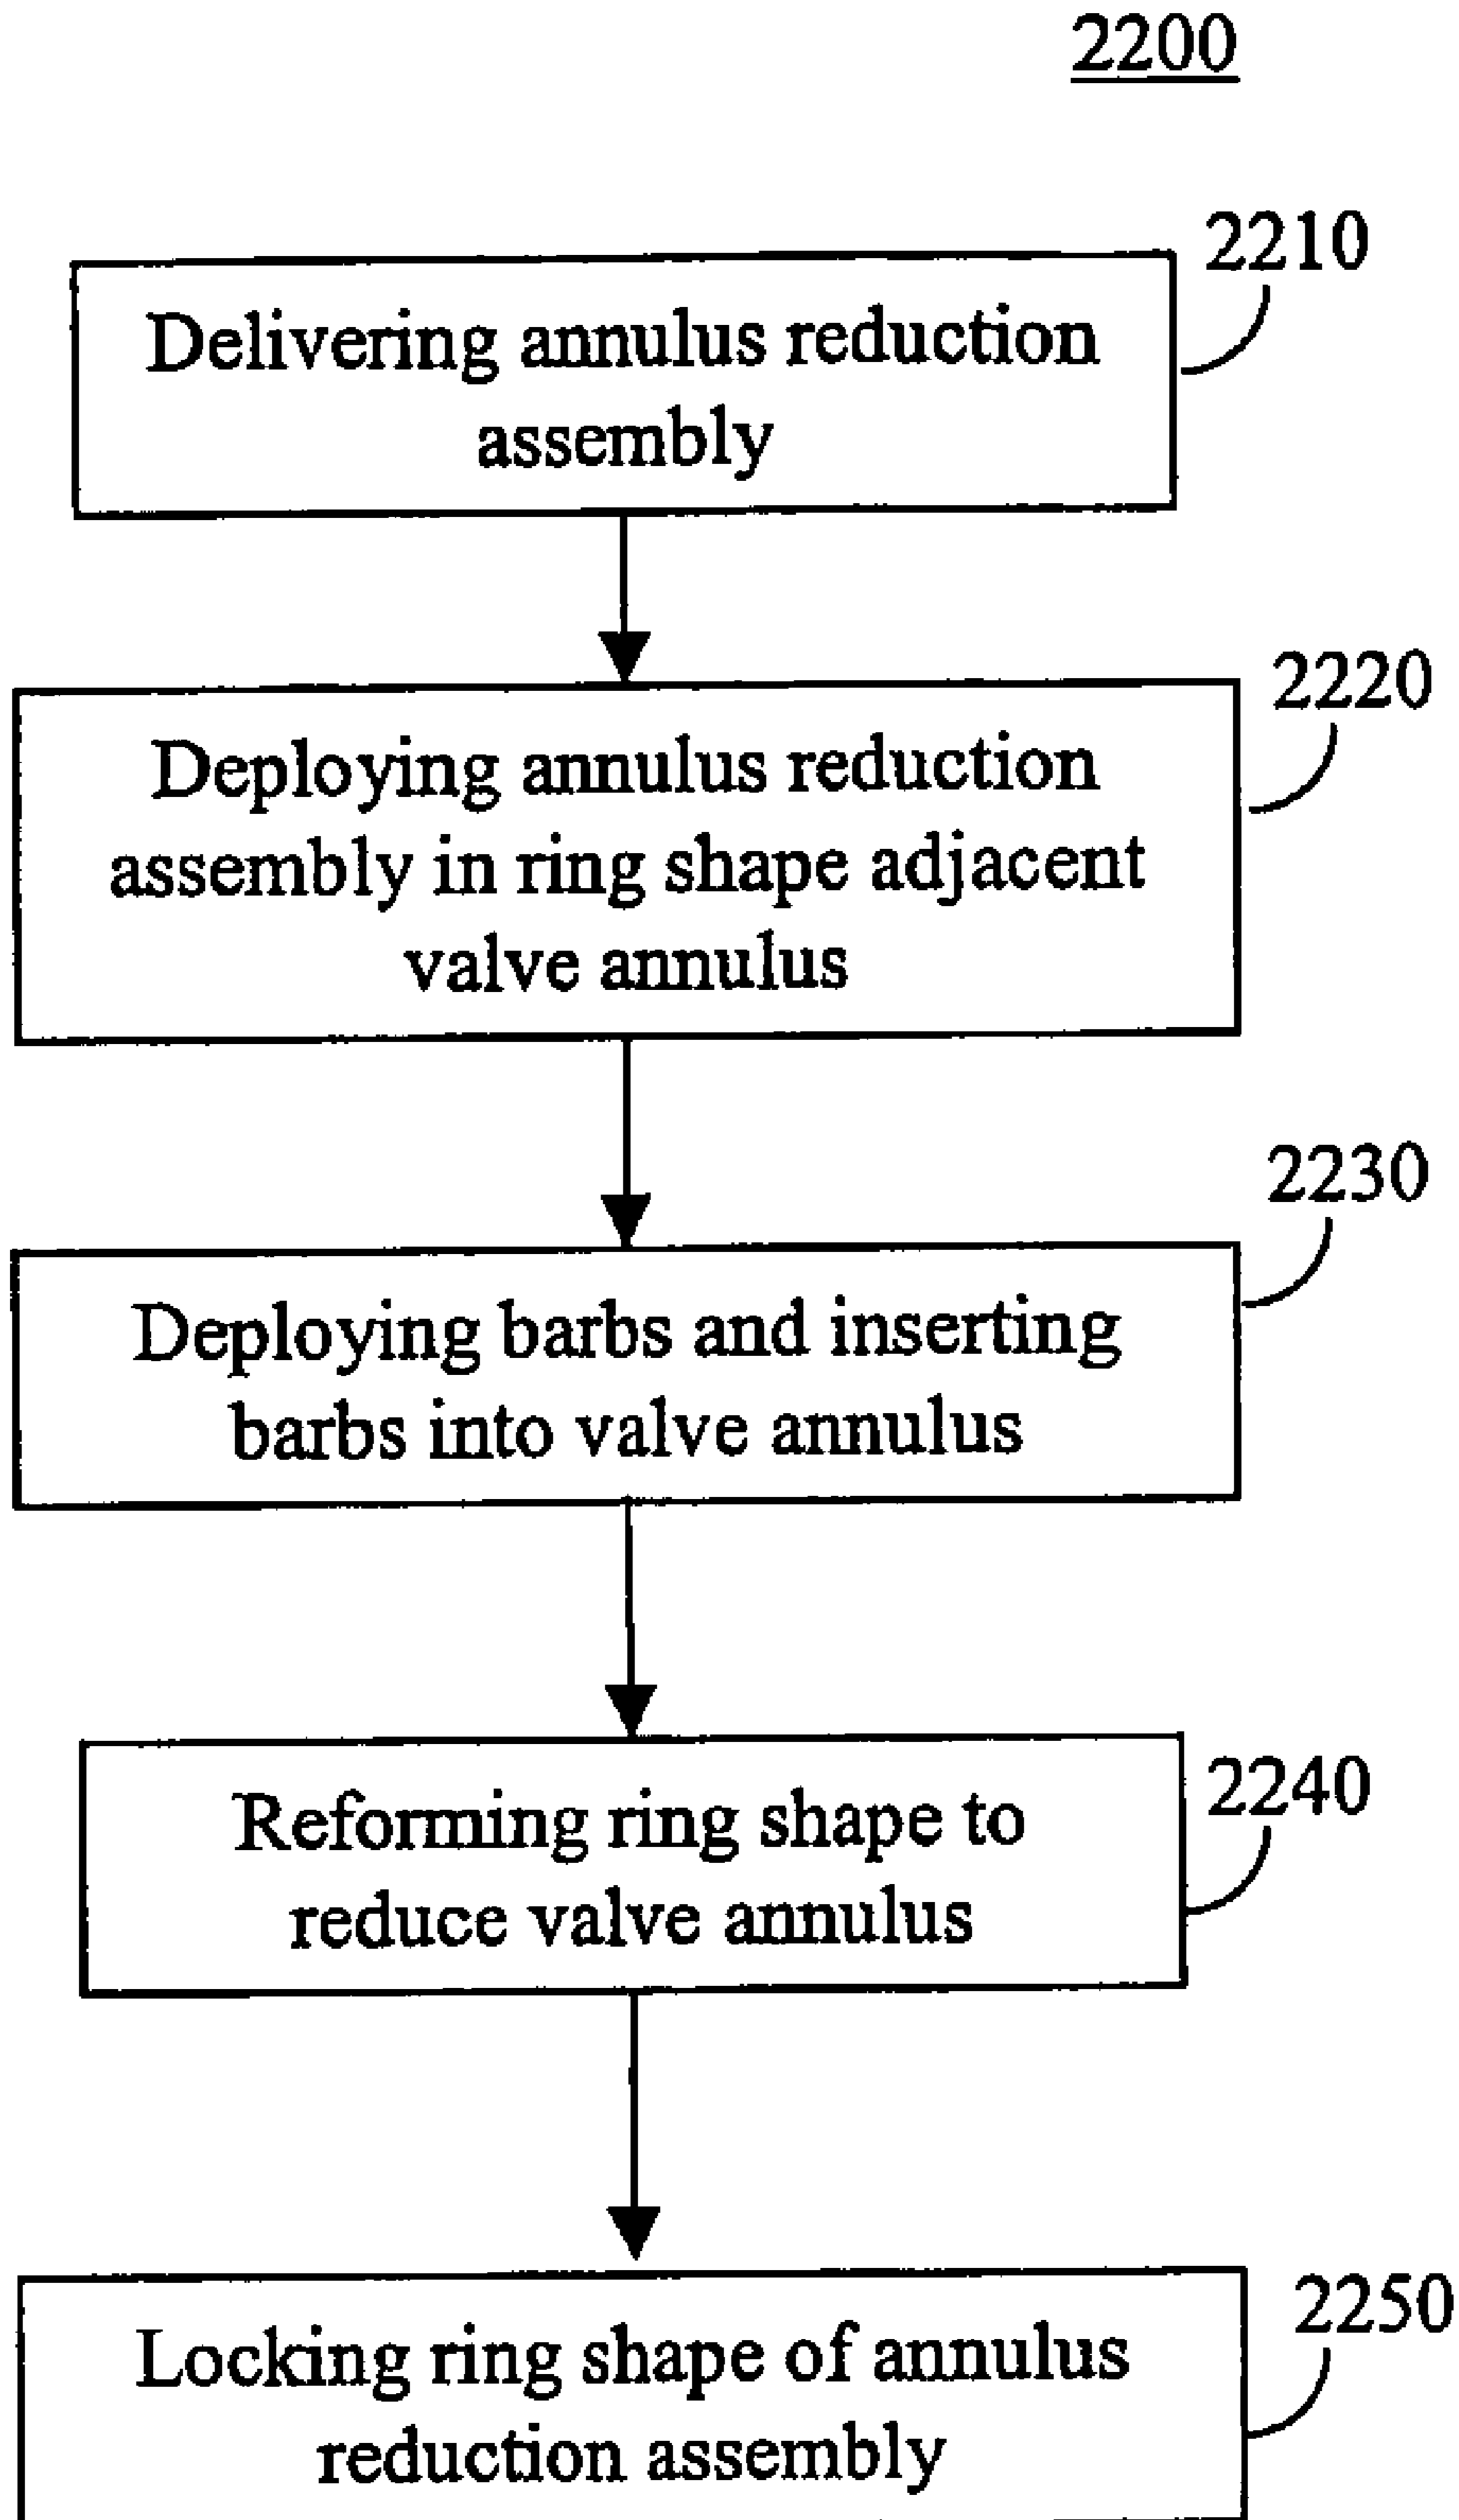 2200
2210
Delivering annulus reduction
assembly
2220
Deploying annulus reduction
assembly in ring shape adjacent
valve annulus
2230
Deploying barbs and inserting
barbs into valve annulus
2240
Reforming ring shape to
reduce valve annulus
2250
Locking ring shape of annulus
reduction assembly